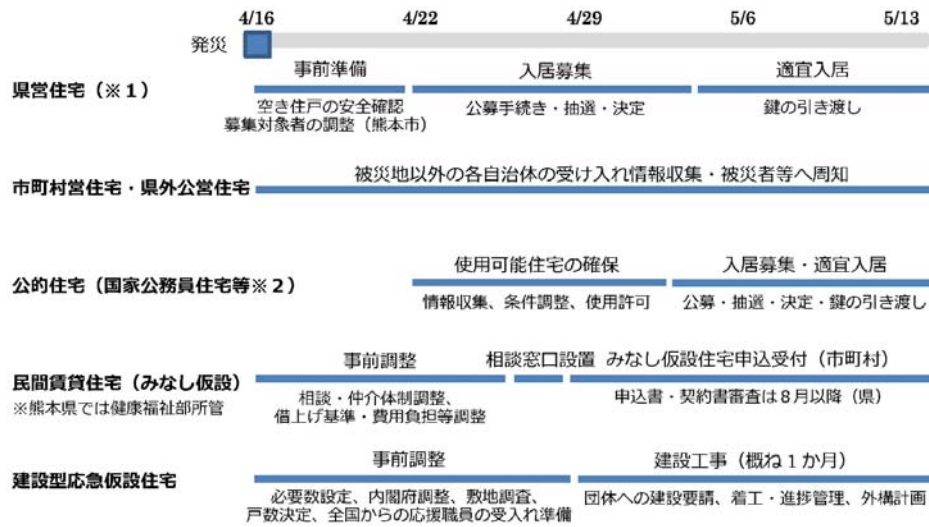 4/16 4/22 4/29 5/6 5/13
発災
県営住宅(※1)
事前準備 入居募集 適宜入居
空き住戸の安全確認
募集対象者の調整(熊本市)
公募手続き・抽選・決定
鍵の引き渡し
市町村営住宅・県外公営住宅
被災地以外の各自治体の受け入れ情報収集・被災者等へ周知
公的住宅(国家公務員住宅等※2)
使用可能住宅の確保 入居募集・適宜入居
情報収集、条件調整、使用許可 公募・抽選・決定・鍵の引き渡し
民間賃貸住宅(みなし仮設)
※熊本県では健康福祉部所管
事前調整 相談窓口設置 みなし仮設住宅申込受付(市町村)
相談・仲介体制調整、
借上げ基準・費用負担等調整
申込書・契約書審査は8月以降(県)
建設型応急仮設住宅
事前調整 建設工事(概ね1か月)
必要数設定、内閣府調整、敷地調査、
戸数決定、全国からの応援職員の受入れ準備
団体への建設要請、着工・進捗管理、外構計画